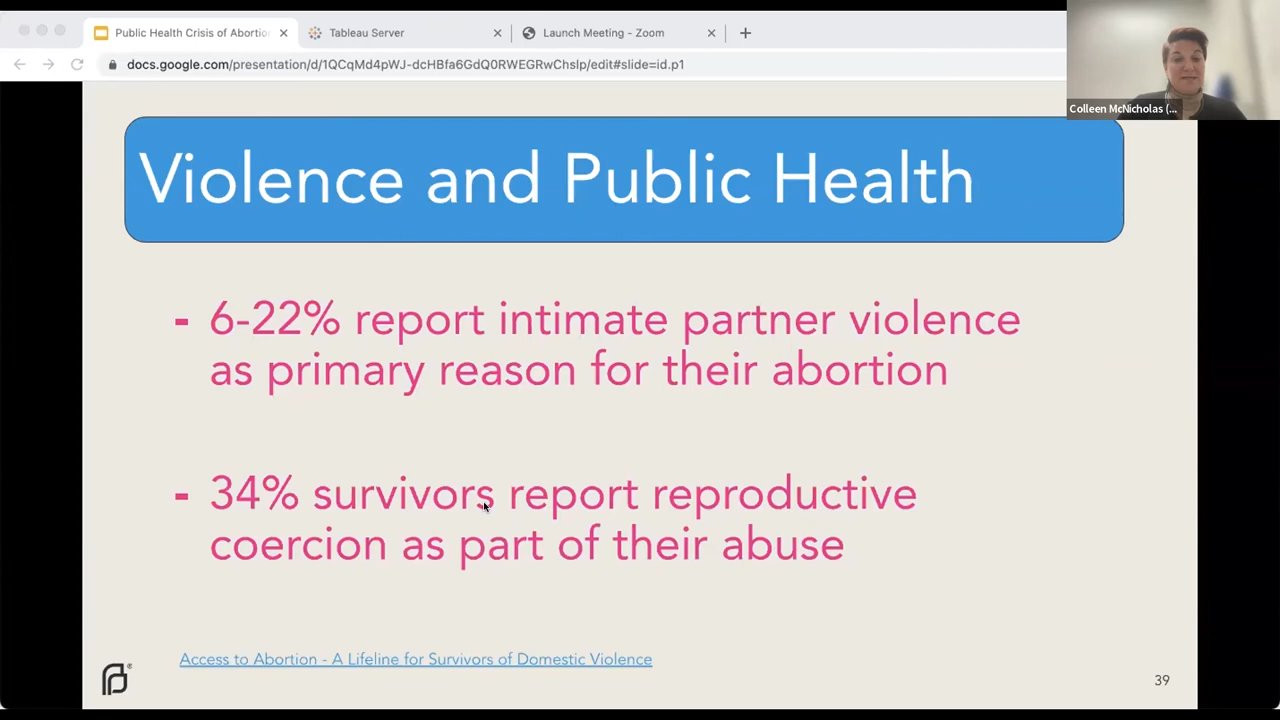 Public Health Crisis of Abortio
Tableau Server
Launch Meeting - Zoom
docs.google.com/presentation/d/1QCqMd4pWJ-dcHBfa6GdQ0RWEGRwChsIp/edit#slide=id.p1
Colleen McNicholas (...
Violence and Public Health
- 6-22% report intimate partner violence
as primary reason for their abortion
- 34% survivors report reproductive
coercion as part of their abuse
Access to Abortion - A Lifeline for Survivors of Domestic Violence
39